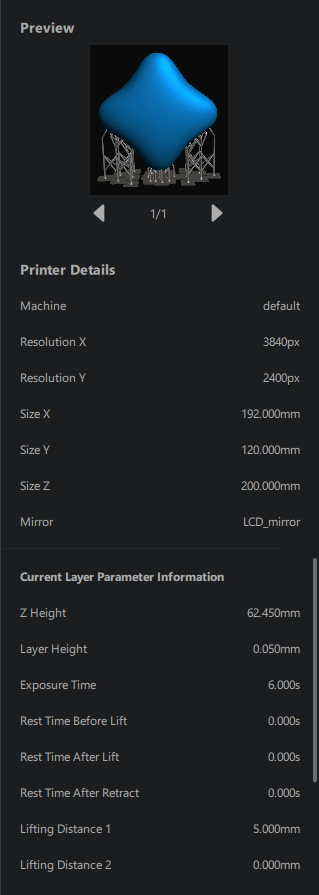 Preview
1/1
Printer Details
Machine default
Resolution X 3840px
Resolution Y 2400px
Size X 192.000mm
Size Y 120.000mm
Size Z 200.000mm
Mirror LCD_mirror
Current Layer Parameter Information
Z Height 62.450mm
Layer Height 0.050mm
Exposure Time 6.000s
Rest Time Before Lift 0.000s
Rest Time After Lift 0.000s
Rest Time After Retract 0.000s
Lifting Distance 1 5.000mm
Lifting Distance 2 0.000mm